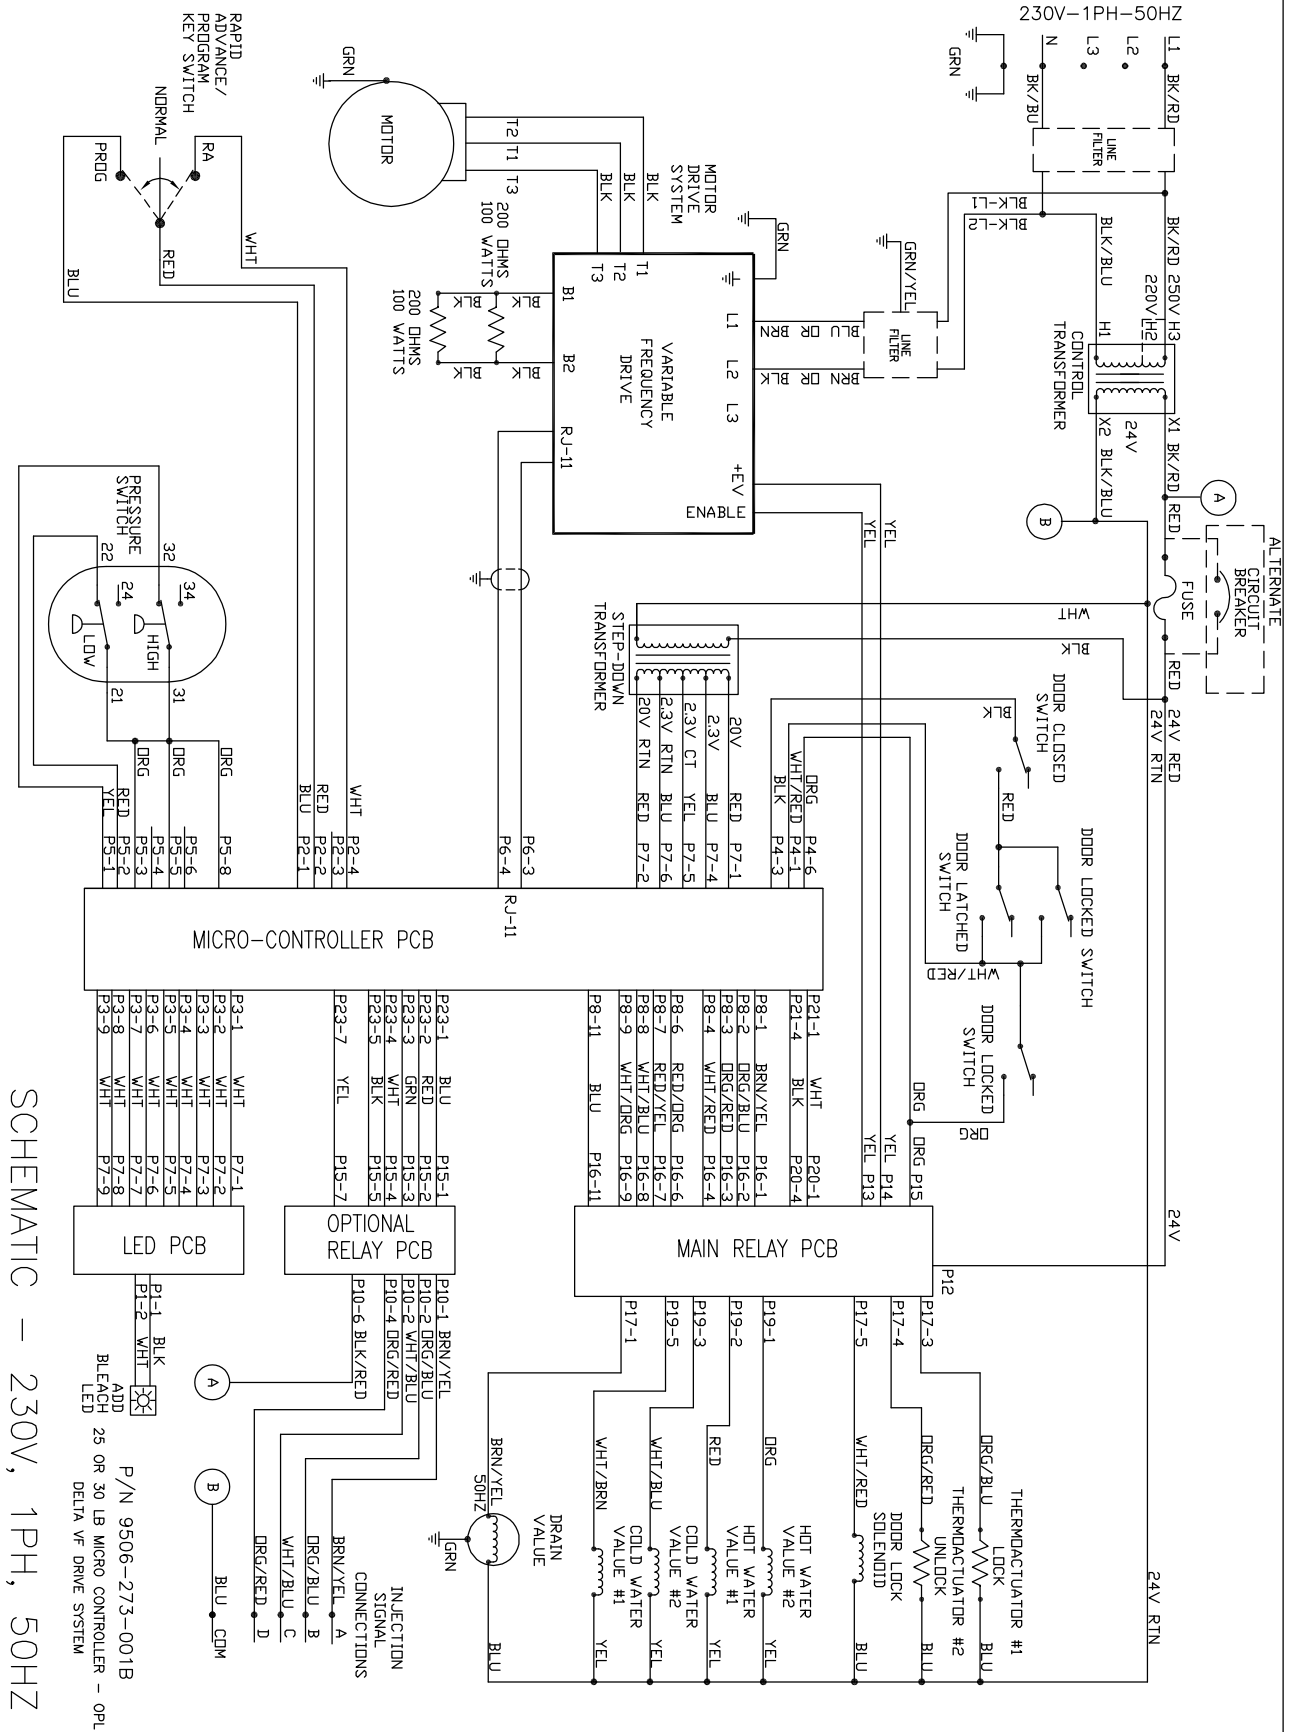 230V-1PH-50HZ
L1
L2
L3
N
GRN
BK/RD
BK/BU
LINE
FILTER
BK/RD
250V
H3
220V
H2
BLK/BLU
H1
CONTROL
TRANSFORMER
24V
X1
BK/RD
X2
BLK/BLU
A
B
RED
ALTERNATE
CIRCUIT
BREAKER
FUSE
RED
24V RED
24V RTN
BLK-L1
BLK-L2
GRN/YEL
LINE
FILTER
BLU OR BRN
BRN OR BLK
MOTOR
DRIVE
SYSTEM
GRN
L1
L2
L3
+EV
ENABLE
T1
T2
T3
VARIABLE
FREQUENCY
DRIVE
B1
B2
RJ-11
YEL
YEL
BLK
BLK
BLK
T2
T1
T3
MOTOR
GRN
200 OHMS
100 WATTS
BLK
BLK
BLK
BLK
200 OHMS
100 WATTS
RAPID
ADVANCE/
PROGRAM
KEY SWITCH
NORMAL
RA
PROG
WHT
RED
BLU
PRESSURE
SWITCH
32
22
34
24
HIGH
LOW
31
21
ORG
ORG
ORG
RED
YEL
P5-8
P5-6
P5-5
P5-4
P5-3
P5-2
P5-1
WHT
RED
BLU
P2-4
P2-3
P2-2
P2-1
P6-3
P6-4
RJ-11
WHT
BLK
STEP-DOWN
TRANSFORMER
20V
RED
P7-1
2.3V
BLU
P7-4
2.3V CT
YEL
P7-5
2.3V RTN
BLU
P7-6
20V RTN
RED
P7-2
ORG
P4-6
WHT/RED
P4-1
BLK
P4-3
BLK
DOOR CLOSED
SWITCH
RED
DOOR LOCKED SWITCH
DOOR LATCHED
SWITCH
WHT/RED
DOOR LOCKED
SWITCH
ORG
ORG
MICRO-CONTROLLER PCB
P21-1
WHT
P20-1
P21-4
BLK
P20-4
P8-1
BRN/YEL
P16-1
P8-2
ORG/BLU
P16-2
P8-3
ORG/RED
P16-3
P8-4
WHT/RED
P16-4
P8-6
RED/ORG
P16-6
P8-7
RED/YEL
P16-7
P8-8
WHT/BLU
P16-8
P8-9
WHT/ORG
P16-9
P8-11
BLU
P16-11
P23-1
BLU
P15-1
P23-2
RED
P15-2
P23-3
GRN
P15-3
P23-4
WHT
P15-4
P23-5
BLK
P15-5
P23-7
YEL
P15-7
P3-1
WHT
P7-1
P3-2
WHT
P7-2
P3-3
WHT
P7-3
P3-4
WHT
P7-4
P3-5
WHT
P7-5
P3-6
WHT
P7-6
P3-7
WHT
P7-7
P3-8
WHT
P7-8
P3-9
WHT
P7-9
ORG P15
YEL P14
YEL P13
24V
P12
MAIN RELAY PCB
OPTIONAL
RELAY PCB
LED PCB
P17-3
P17-4
P17-5
P19-1
P19-2
P19-3
P19-5
P17-1
P10-1 BRN/YEL
P10-2 ORG/BLU
P10-2 WHT/BLU
P10-4 ORG/RED
P10-6 BLK/RED
P1-1
BLK
P1-2
WHT
ADD
BLEACH
LED
24V RTN
THERMOACTUATOR #1
LOCK
ORG/BLU
BLU
THERMOACTUATOR #2
UNLOCK
ORG/RED
BLU
DOOR LOCK
SOLENOID
WHT/RED
BLU
HOT WATER
VALUE #2
ORG
YEL
HOT WATER
VALUE #1
RED
YEL
COLD WATER
VALUE #2
WHT/BLU
YEL
COLD WATER
VALUE #1
WHT/BRN
YEL
DRAIN
VALUE
BRN/YEL
50HZ
GRN
BLU
INJECTION
SIGNAL
CONNECTIONS
BRN/YEL
A
ORG/BLU
B
WHT/BLU
C
ORG/RED
D
A
B
BLU
COM
P/N 9506-273-001B
25 OR 30 LB MICRO CONTROLLER - OPL
DELTA VF DRIVE SYSTEM
SCHEMATIC - 230V, 1PH, 50HZ